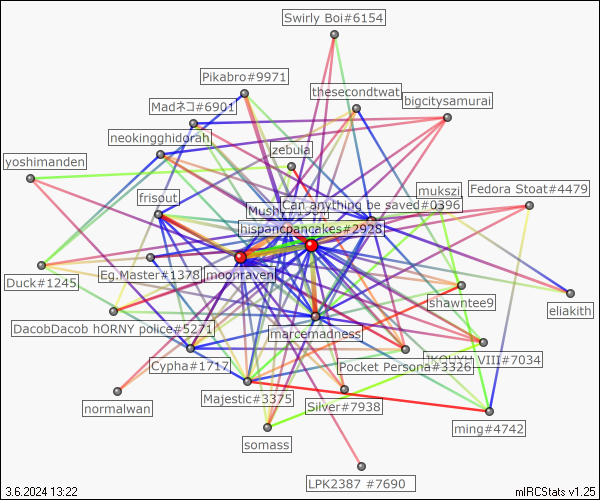 Swirly Boi#6154
Pikabro#9971
thesecondtwat
Madネコ#6901
bigcitysamurai
neokingghidorah
zebula
yoshimanden
mukszi
Fedora Stoat#4479
frisout
Can anything be saved?0396
hispancpancakes#2928
Eg.Master#1378
moonraven
Duck#1245
shawntee9
eliakith
DacobDacob hORNY police#5271
marcemadness
VIII#7034
Cypha#1717
Pocket Persona#3326
Majestic#3375
Silver#7938
normalwan
ming#4742
somass
LPK2387 #7690
3.6.2024 13:22
mIRCStats v1.25